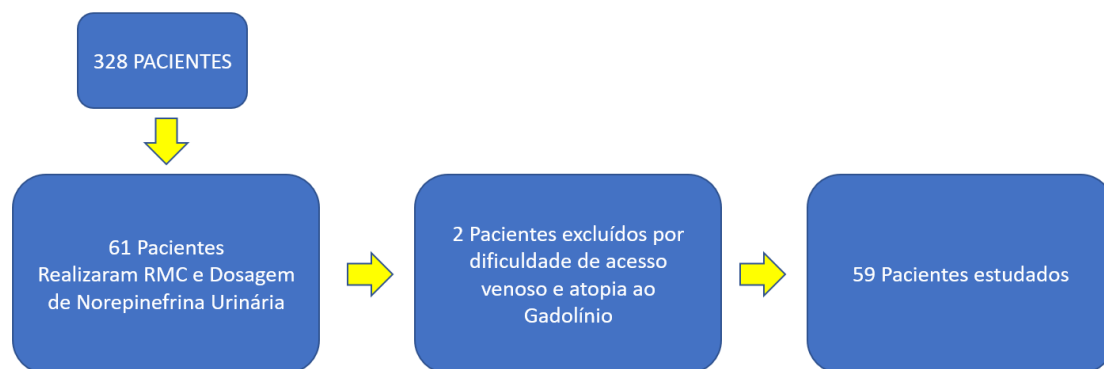 328 PACIENTES
61 Pacientes
Realizaram RMC e Dosagem
de Norepinefrina Urinária
2 Pacientes excluídos por
dificuldade de acesso
venoso e atopia ao
Gadolínio
59 Pacientes estudados